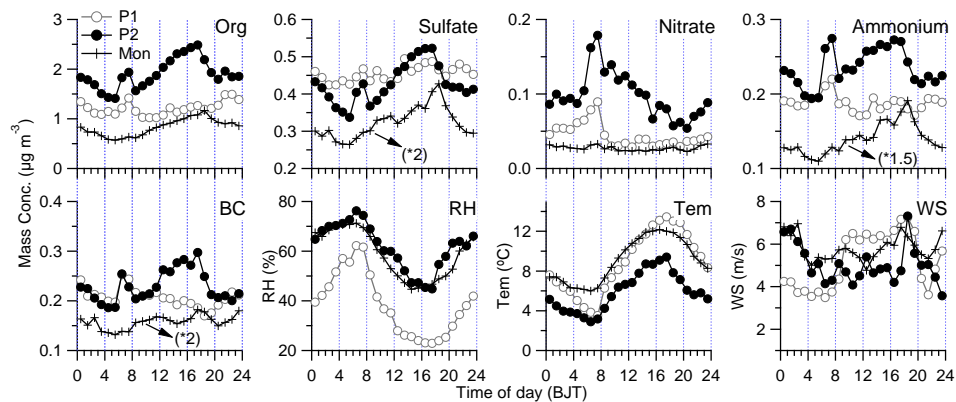 P1
P2
Mon
Org
Sulfate
Nitrate
Ammonium
3
2
1
0
0.6
0.5
0.4
0.3
0.2
0.2
0.1
0.0
0.3
0.2
0.1
(*2)
(*1.5)
Mass Conc. (µg m⁻³)
BC
RH
Tem
WS
0.4
0.3
0.2
0.1
RH (%)
80
60
40
20
Tem (ºC)
12
8
4
0
WS (m/s)
8
6
4
2
(*2)
0 4 8 12 16 20 24
0 4 8 12 16 20 24
0 4 8 12 16 20 24
0 4 8 12 16 20 24
Time of day (BJT)